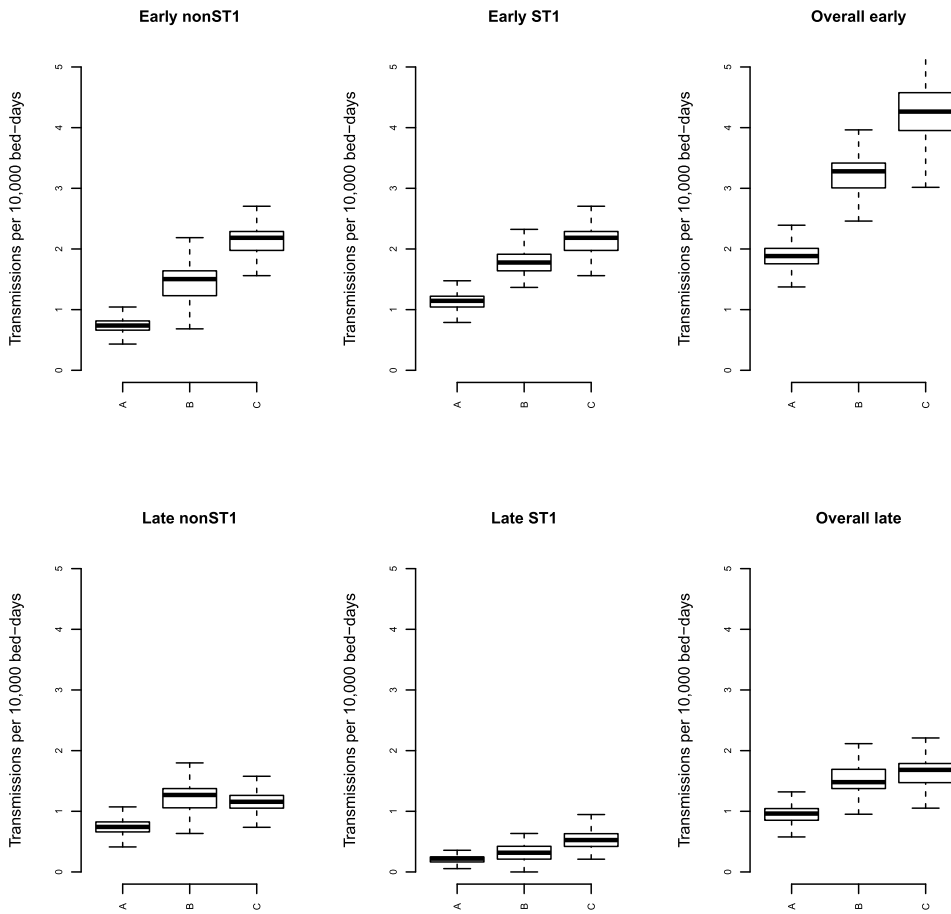 Early nonST1
Transmissions per 10,000 bed−days
5
4
3
2
1
0
A
B
C
Early ST1
Transmissions per 10,000 bed−days
5
4
3
2
1
0
A
B
C
Overall early
Transmissions per 10,000 bed−days
5
4
3
2
1
0
A
B
C
Late nonST1
Transmissions per 10,000 bed−days
5
4
3
2
1
0
A
B
C
Late ST1
Transmissions per 10,000 bed−days
5
4
3
2
1
0
A
B
C
Overall late
Transmissions per 10,000 bed−days
5
4
3
2
1
0
A
B
C